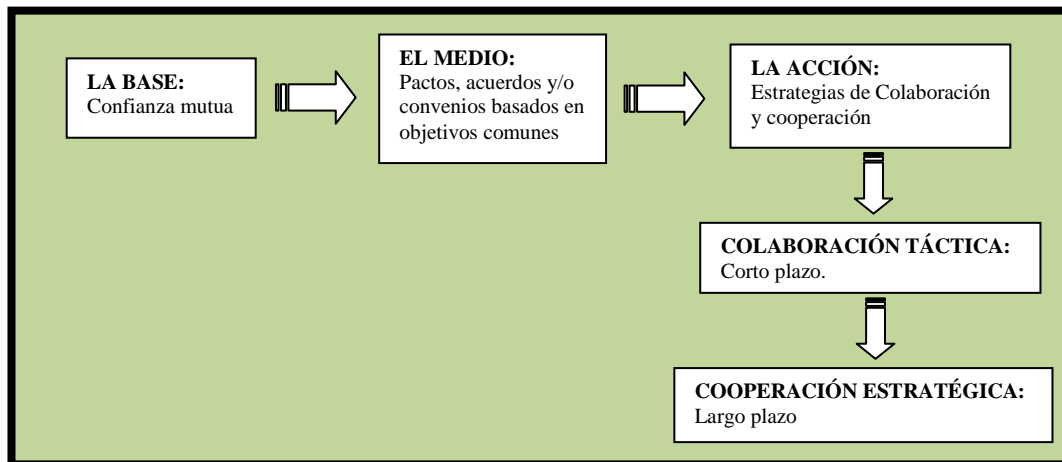 LA BASE:
Confianza mutua
EL MEDIO:
Pactos, acuerdos y/o
convenios basados en
objetivos comunes
LA ACCIÓN:
Estrategias de Colaboración
y cooperación
COLABORACIÓN TÁCTICA:
Corto plazo.
COOPERACIÓN ESTRATÉGICA:
Largo plazo